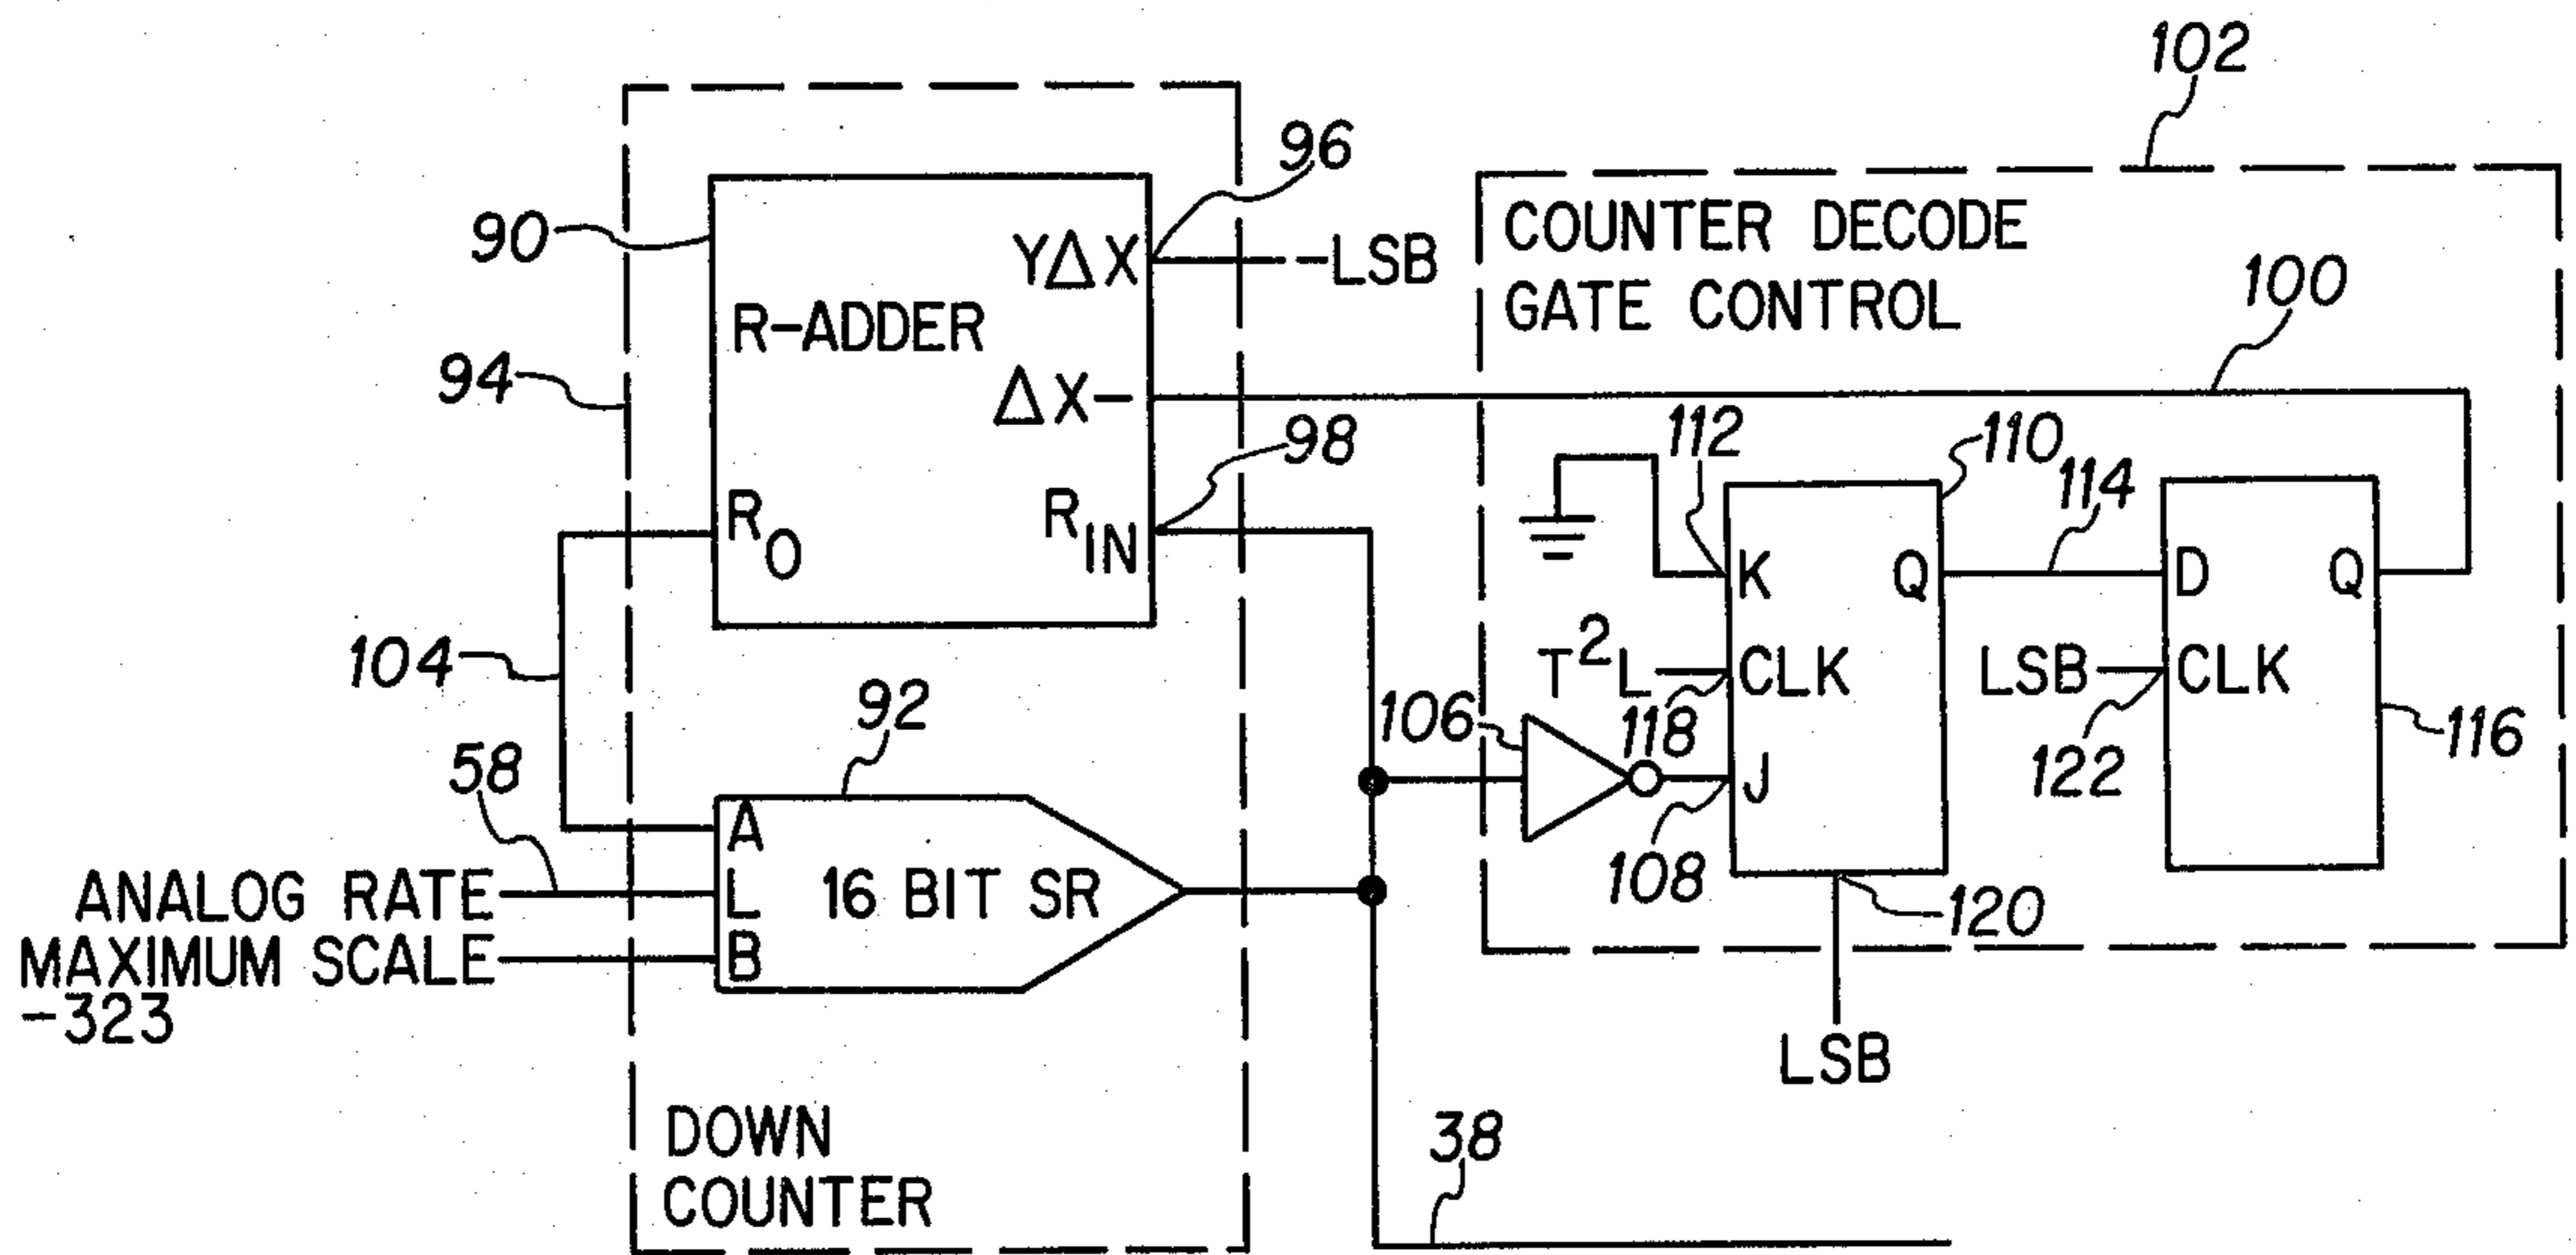 102
96
90
YΔX
-LSB
COUNTER DECODE
GATE CONTROL
100
R-ADDER
94
ΔX-
98
112
110
114
R_O
R_IN
K
Q
D
Q
104
T²L
CLK
LSB
CLK
92
106
118
116
58
122
J
A
108
ANALOG RATE
L
16 BIT SR
120
MAXIMUM SCALE
B
-323
LSB
DOWN
COUNTER
38